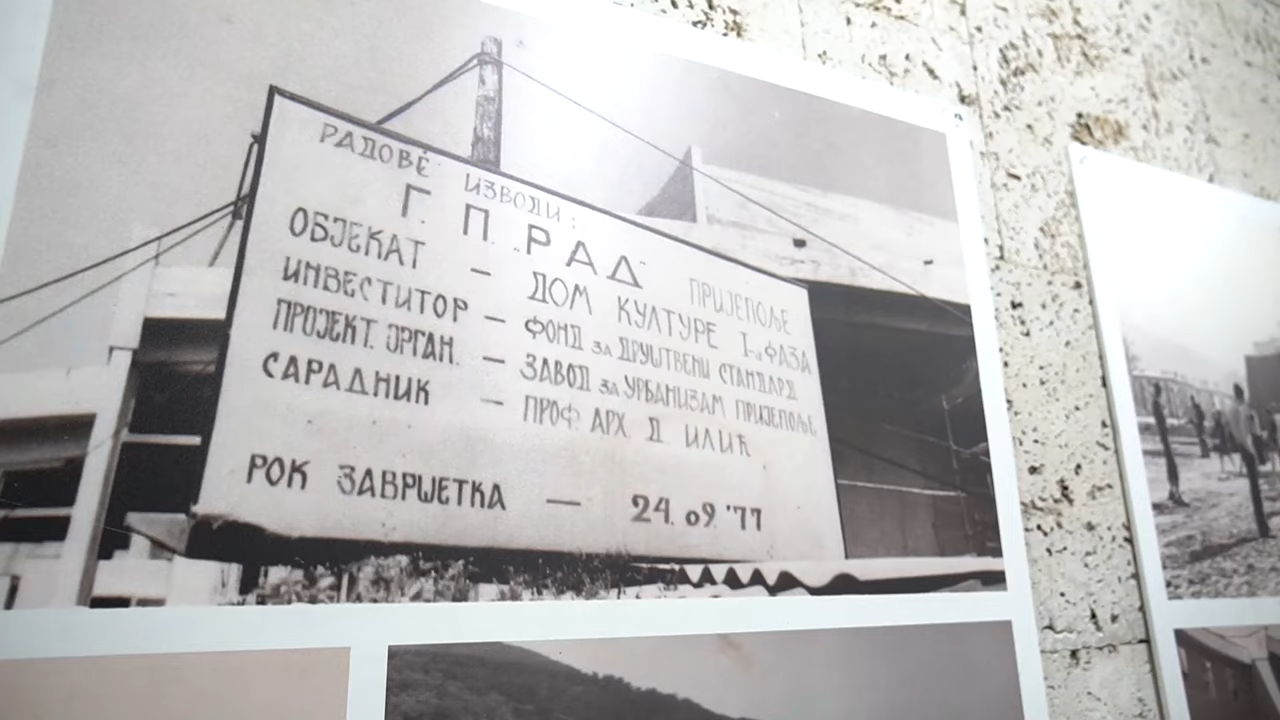 РАДОВЕ ИЗВОДИ:
Г. П. „РАД“ ПРИЈЕПОЉЕ
ОБЈЕКАТ – ДОМ КУЛТУРЕ I-а ФАЗА
ИНВЕСТИТОР – ФОНД ЗА ДРУШТВЕНИ СТАНДАРД
ПРОЈЕКТ. ОРГАН. – ЗАВОД ЗА УРБАНИЗАМ ПРИЈЕПОЉЕ
САРАДНИК – ПРОФ. АРХ. Д. ИЛИЋ
РОК ЗАВРШЕТКА – 24. 09. '77